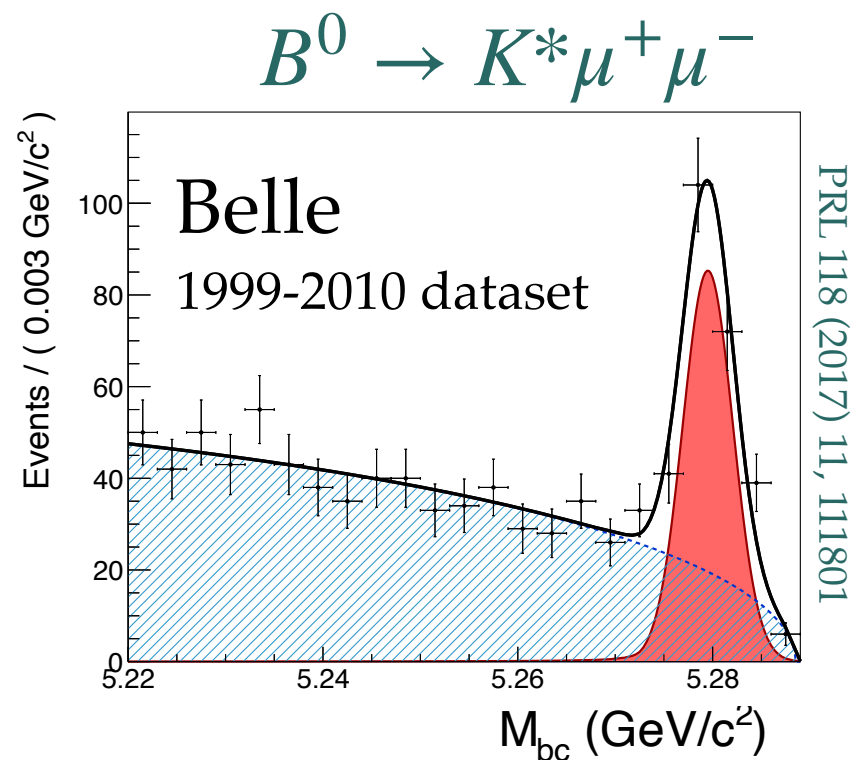 B⁰ → K*μ⁺μ⁻
Events / ( 0.003 GeV/c² )
100
80
60
40
20
0
Belle
1999-2010 dataset
5.22
5.24
5.26
5.28
M_bc (GeV/c²)
PRL 118 (2017) 11, 111801